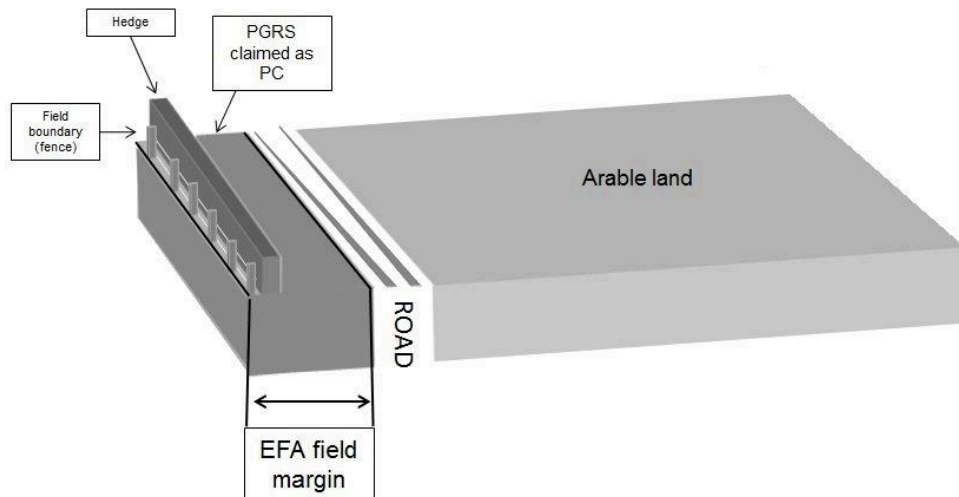 Hedge
PGRS
claimed as
PC
Field
boundary
(fence)
Arable land
ROAD
EFA field
margin